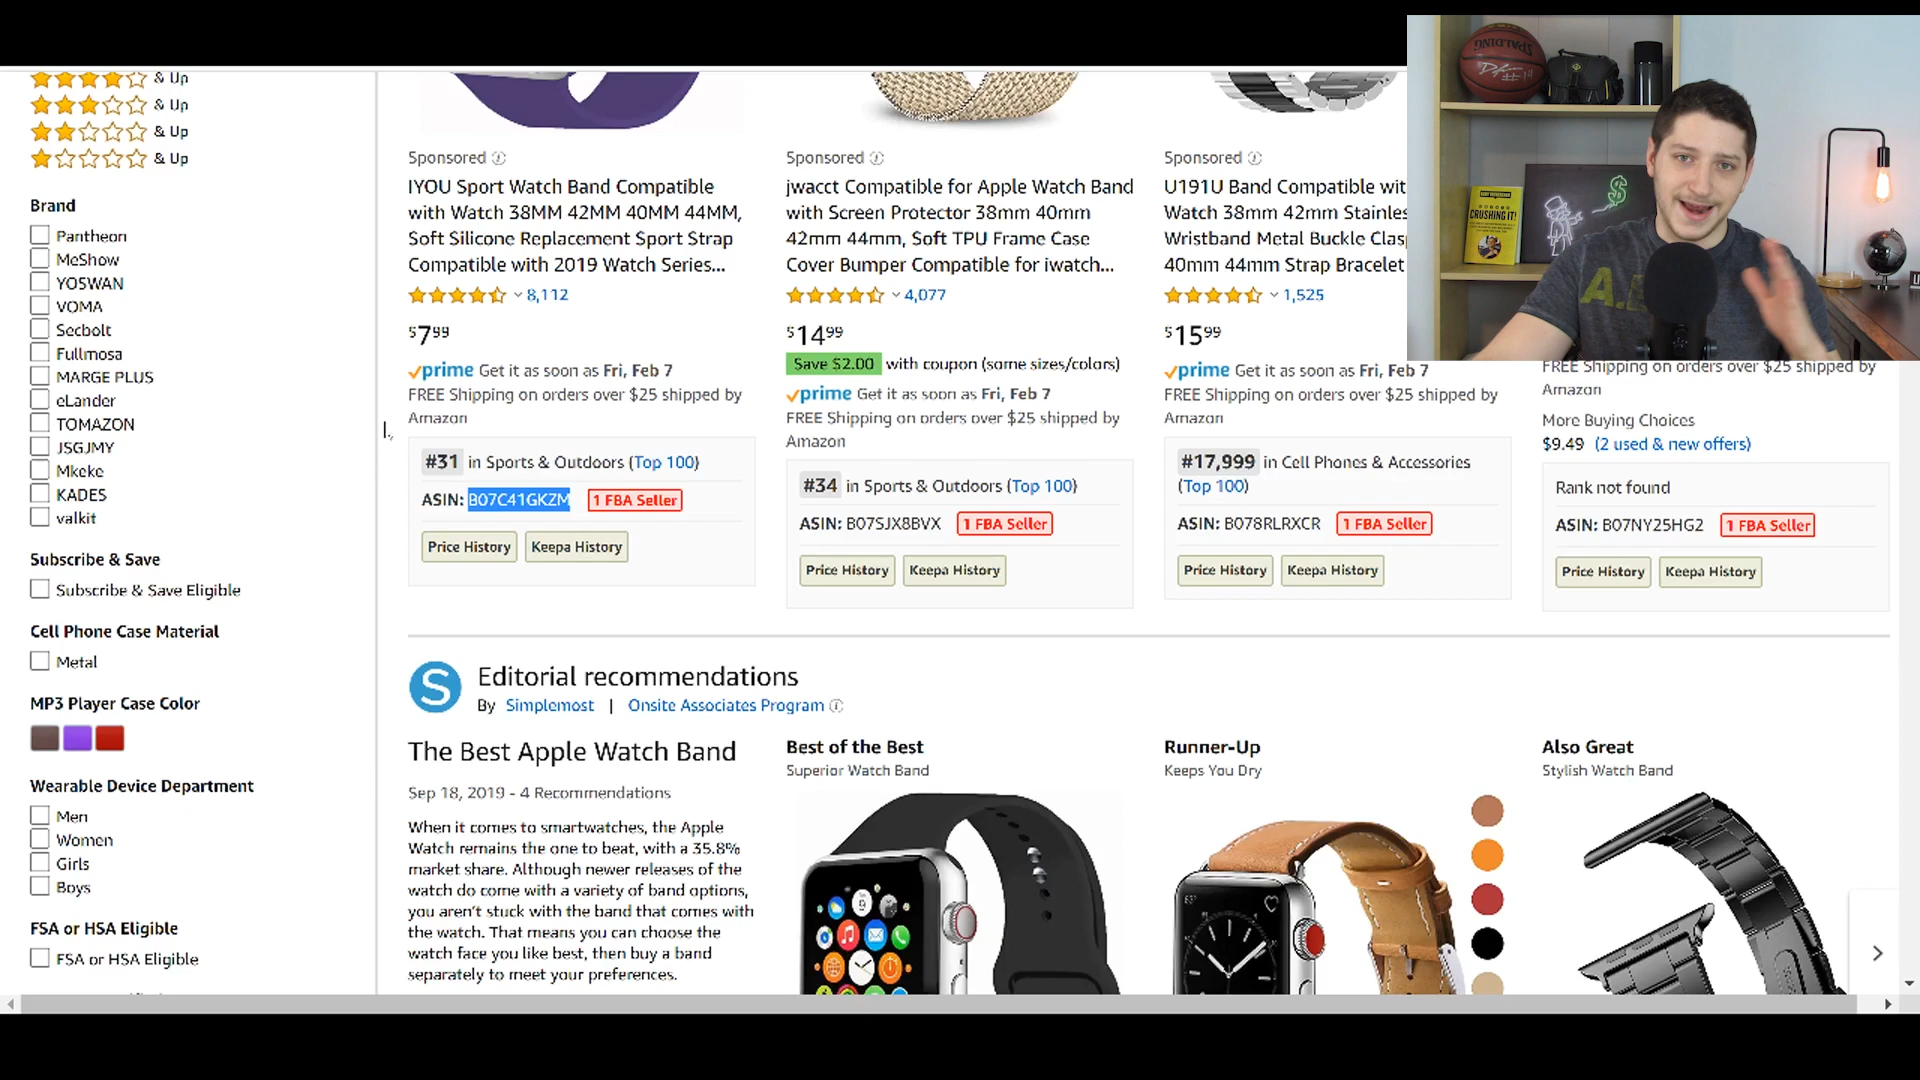 & Up
& Up
& Up
& Up
Brand
Pantheon
MeShow
YOSWAN
VOMA
Secbolt
Fullmosa
MARGE PLUS
eLander
TOMAZON
JSGJMY
Mkeke
KADES
valkit
Subscribe & Save
Subscribe & Save Eligible
Cell Phone Case Material
Metal
MP3 Player Case Color
Wearable Device Department
Men
Women
Girls
Boys
FSA or HSA Eligible
FSA or HSA Eligible
Sponsored
IYOU Sport Watch Band Compatible
with Watch 38MM 42MM 40MM 44MM,
Soft Silicone Replacement Sport Strap
Compatible with 2019 Watch Series...
8,112
$7.99
prime Get it as soon as Fri, Feb 7
FREE Shipping on orders over $25 shipped by
Amazon
#31 in Sports & Outdoors (Top 100)
ASIN: B07C41GKZM 1 FBA Seller
Price History Keepa History
Sponsored
jwacct Compatible for Apple Watch Band
with Screen Protector 38mm 40mm
42mm 44mm, Soft TPU Frame Case
Cover Bumper Compatible for iwatch...
4,077
$14.99
Save $2.00 with coupon (some sizes/colors)
prime Get it as soon as Fri, Feb 7
FREE Shipping on orders over $25 shipped by
Amazon
#34 in Sports & Outdoors (Top 100)
ASIN: B07SJX8BVX 1 FBA Seller
Price History Keepa History
Sponsored
U191U Band Compatible wit
Watch 38mm 42mm Stainles
Wristband Metal Buckle Clas
40mm 44mm Strap Bracelet
1,525
$15.99
prime Get it as soon as Fri, Feb 7
FREE Shipping on orders over $25 shipped by
Amazon
#17,999 in Cell Phones & Accessories
(Top 100)
ASIN: B078RLRXCR 1 FBA Seller
Price History Keepa History
FREE Shipping on orders over $25 shipped by
Amazon
More Buying Choices
$9.49 (2 used & new offers)
Rank not found
ASIN: B07NY25HG2 1 FBA Seller
Price History Keepa History
SPALDING
CRUSHING IT!
$
S
Editorial recommendations
By Simplemost | Onsite Associates Program
The Best Apple Watch Band
Sep 18, 2019 - 4 Recommendations
When it comes to smartwatches, the Apple
Watch remains the one to beat, with a 35.8%
market share. Although newer releases of the
watch do come with a variety of band options,
you aren't stuck with the band that comes with
the watch. That means you can choose the
watch face you like best, then buy a band
separately to meet your preferences.
Best of the Best
Superior Watch Band
Runner-Up
Keeps You Dry
Also Great
Stylish Watch Band